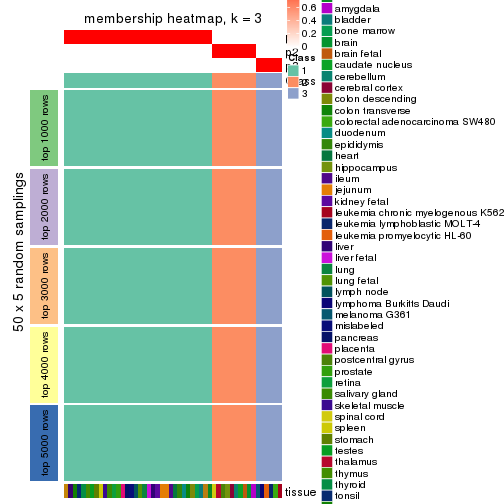 membership heatmap, k = 3
50 x 5 random samplings
top 1000 rows
top 2000 rows
top 3000 rows
top 4000 rows
top 5000 rows
tissue
0.6
0.4
0.2
0
Class
1
3
amygdala
bladder
bone marrow
brain
brain fetal
caudate nucleus
cerebellum
cerebral cortex
colon descending
colon transverse
colorectal adenocarcinoma SW480
duodenum
epididymis
heart
hippocampus
ileum
jejunum
kidney fetal
leukemia chronic myelogenous K562
leukemia lymphoblastic MOLT-4
leukemia promyelocytic HL-60
liver
liver fetal
lung
lung fetal
lymph node
lymphoma Burkitts Daudi
melanoma G361
mislabeled
pancreas
placenta
postcentral gyrus
prostate
retina
salivary gland
skeletal muscle
spinal cord
spleen
stomach
testes
thalamus
thymus
thyroid
tonsil